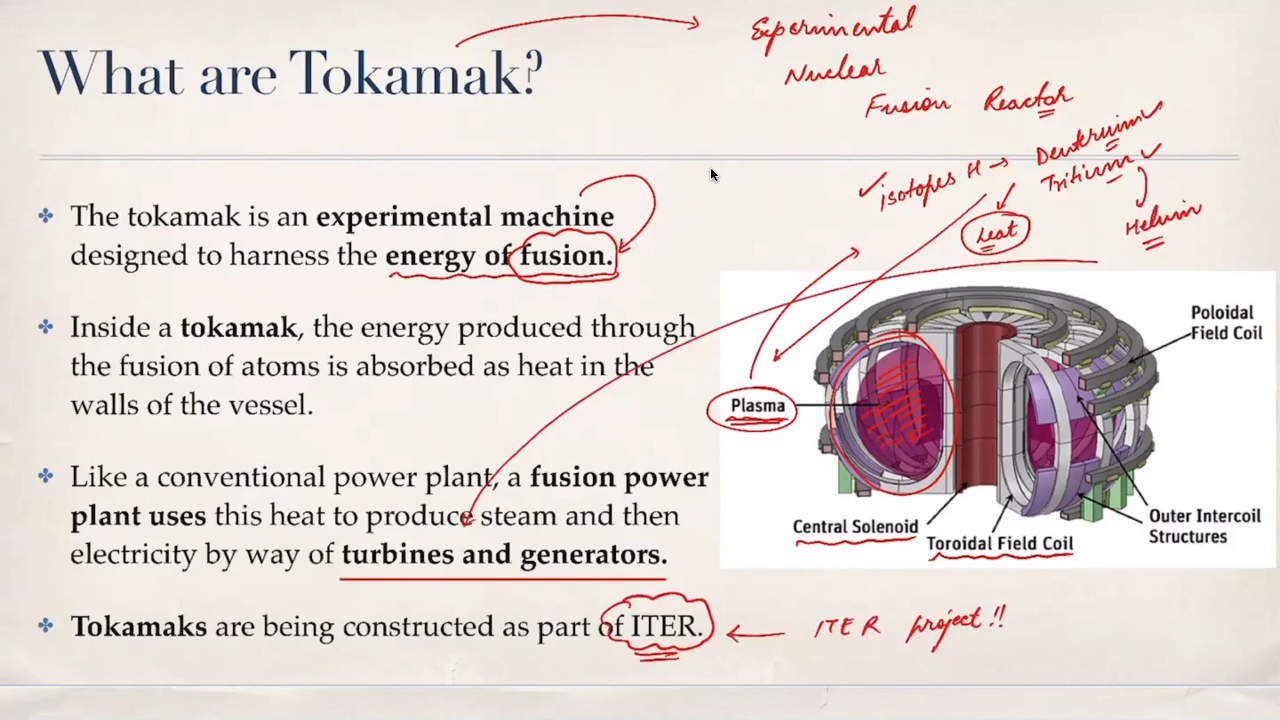 What are Tokamak?
Experimental
Nuclear
Fusion Reactor
isotopes H → Deuteruim
Tritium
Heat
Helium
The tokamak is an experimental machine
designed to harness the energy of fusion.
Inside a tokamak, the energy produced through
the fusion of atoms is absorbed as heat in the
walls of the vessel.
Like a conventional power plant, a fusion power
plant uses this heat to produce steam and then
electricity by way of turbines and generators.
Tokamaks are being constructed as part of ITER.
ITER project!!
Poloidal
Field Coil
Plasma
Central Solenoid
Toroidal Field Coil
Outer Intercoil
Structures